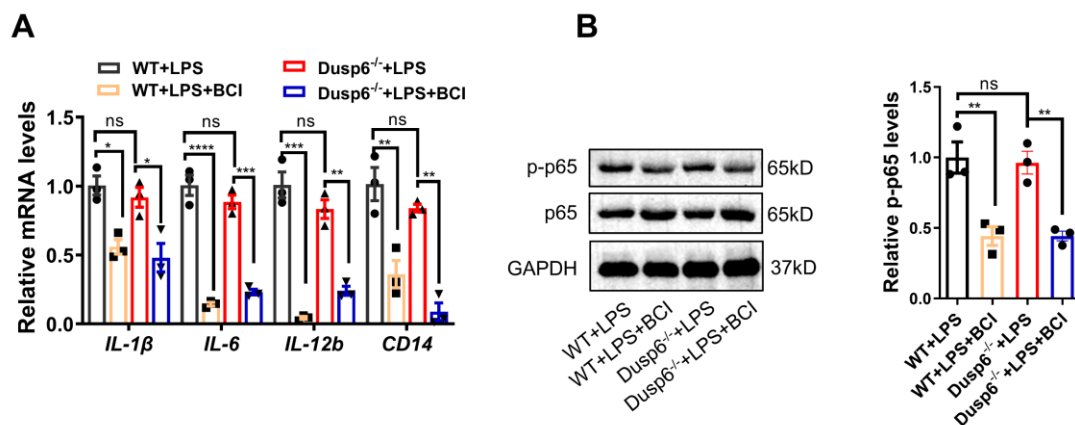 A
WT+LPS
WT+LPS+BCI
Dusp6⁻/⁻+LPS
Dusp6⁻/⁻+LPS+BCI
Relative mRNA levels
1.5
1.0
0.5
0.0
ns
*
*
ns
****
***
ns
***
**
ns
**
**
IL-1β
IL-6
IL-12b
CD14
B
p-p65
65kD
p65
65kD
GAPDH
37kD
WT+LPS
WT+LPS+BCI
Dusp6⁻/⁻+LPS
Dusp6⁻/⁻+LPS+BCI
Relative p-p65 levels
1.5
1.0
0.5
0.0
ns
**
**
WT+LPS
WT+LPS+BCI
Dusp6⁻/⁻+LPS
Dusp6⁻/⁻+LPS+BCI